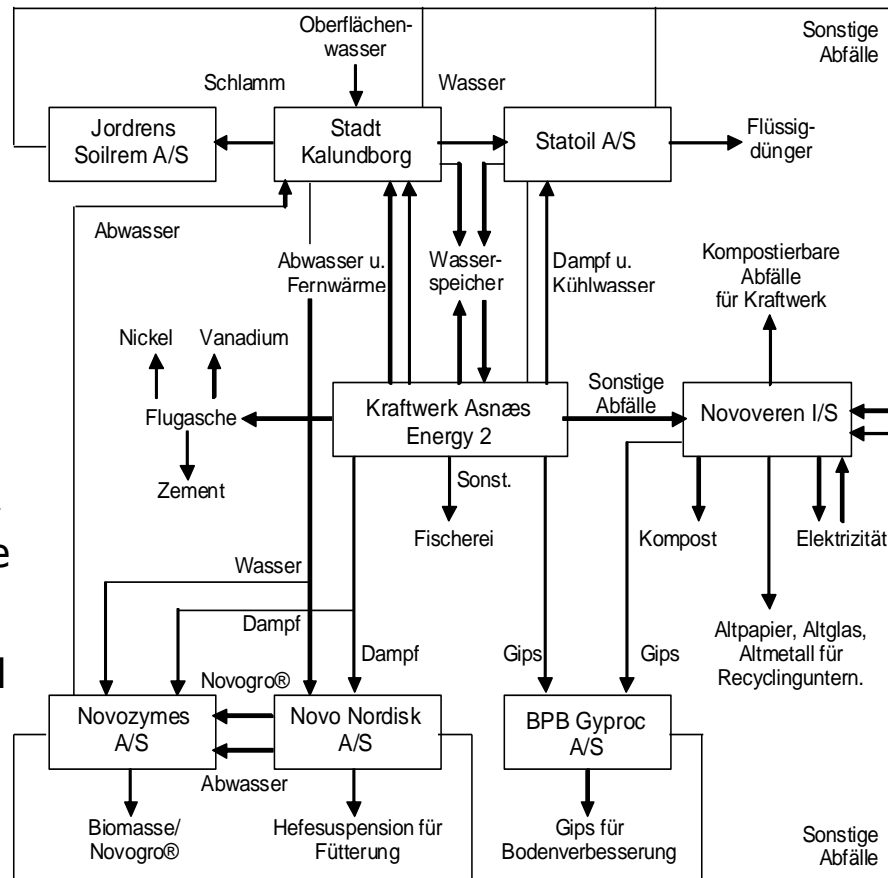 Oberflächen-
wasser
Sonstige
Abfälle
Schlamm
Wasser
Jordrens
Soilrem A/S
Stadt
Kalundborg
Statoil A/S
Flüssig-
dünger
Abwasser
Abwasser u.
Fernwärme
Wasser-
speicher
Dampf u.
Kühlwasser
Kompostierbare
Abfälle
für Kraftwerk
Nickel
Vanadium
Flugasche
Zement
Kraftwerk Asnæs
Energy 2
Sonstige
Abfälle
Novoveren I/S
Sonst.
Fischerei
Kompost
Elektrizität
e
Wasser
Dampf
Dampf
Gips
Gips
Altpapier, Altglas,
Altmetall für
Recyclinguntern.
Novogro®
Novozymes
A/S
Novo Nordisk
A/S
BPB Gyproc
A/S
Abwasser
Biomasse/
Novogro®
Hefesuspension für
Fütterung
Gips für
Bodenverbesserung
Sonstige
Abfälle